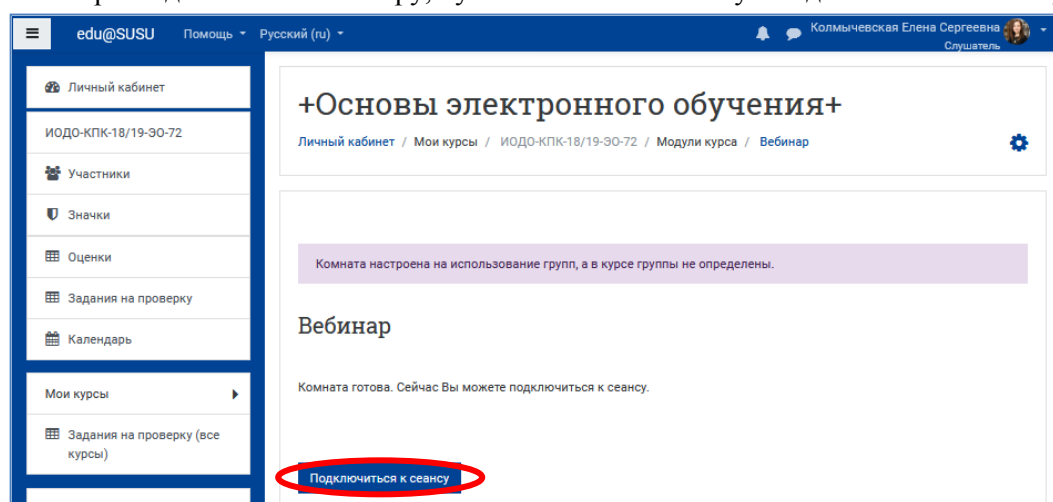 edu@SUSU Помощь Русский (ru) Колмычевская Елена Сергеевна
Слушатель
Личный кабинет
ИОДО-КПК-18/19-ЭО-72
Участники
Значки
Оценки
Задания на проверку
Календарь
Мои курсы
Задания на проверку (все
курсы)
+Основы электронного обучения+
Личный кабинет / Мои курсы / ИОДО-КПК-18/19-ЭО-72 / Модули курса / Вебинар
Комната настроена на использование групп, а в курсе группы не определены.
Вебинар
Комната готова. Сейчас Вы можете подключиться к сеансу.
Подключиться к сеансу